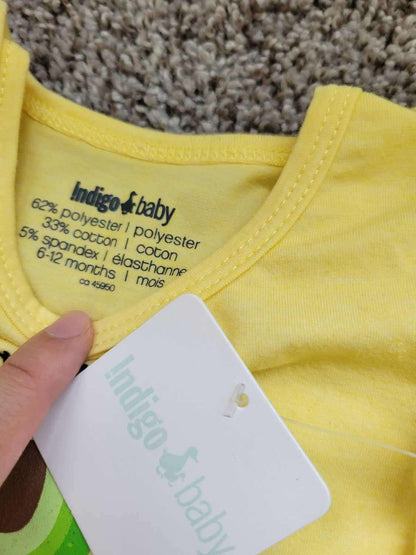 Indigo baby
62% polyester | polyester
33% cotton | coton
5% spandex | élasthanne
6-12 months | mois
ca 45950
Indigo baby